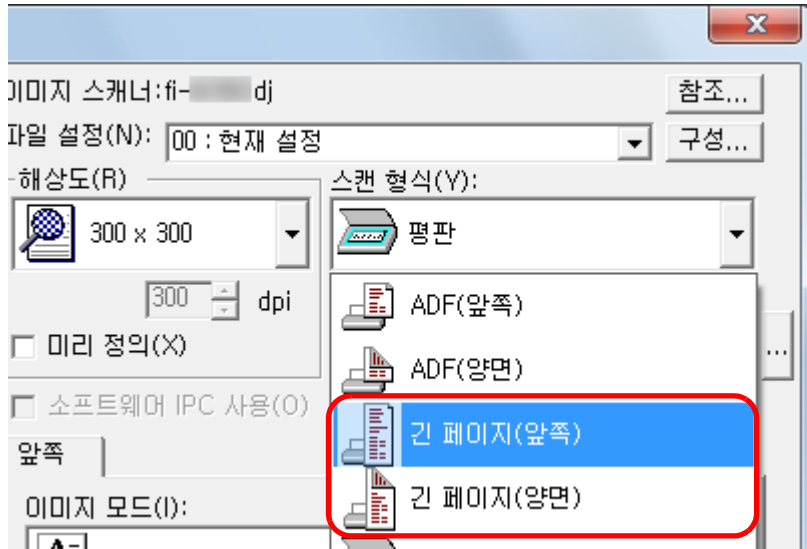 이미지 스캐너:fi- dj
참조...
파일 설정(N): 00 : 현재 설정
구성...
해상도(R)
스캔 형식(Y):
300 x 300
평판
300 dpi
ADF(앞쪽)
미리 정의(X)
...
ADF(양면)
소프트웨어 IPC 사용(O)
긴 페이지(앞쪽)
앞쪽
긴 페이지(양면)
이미지 모드(I):